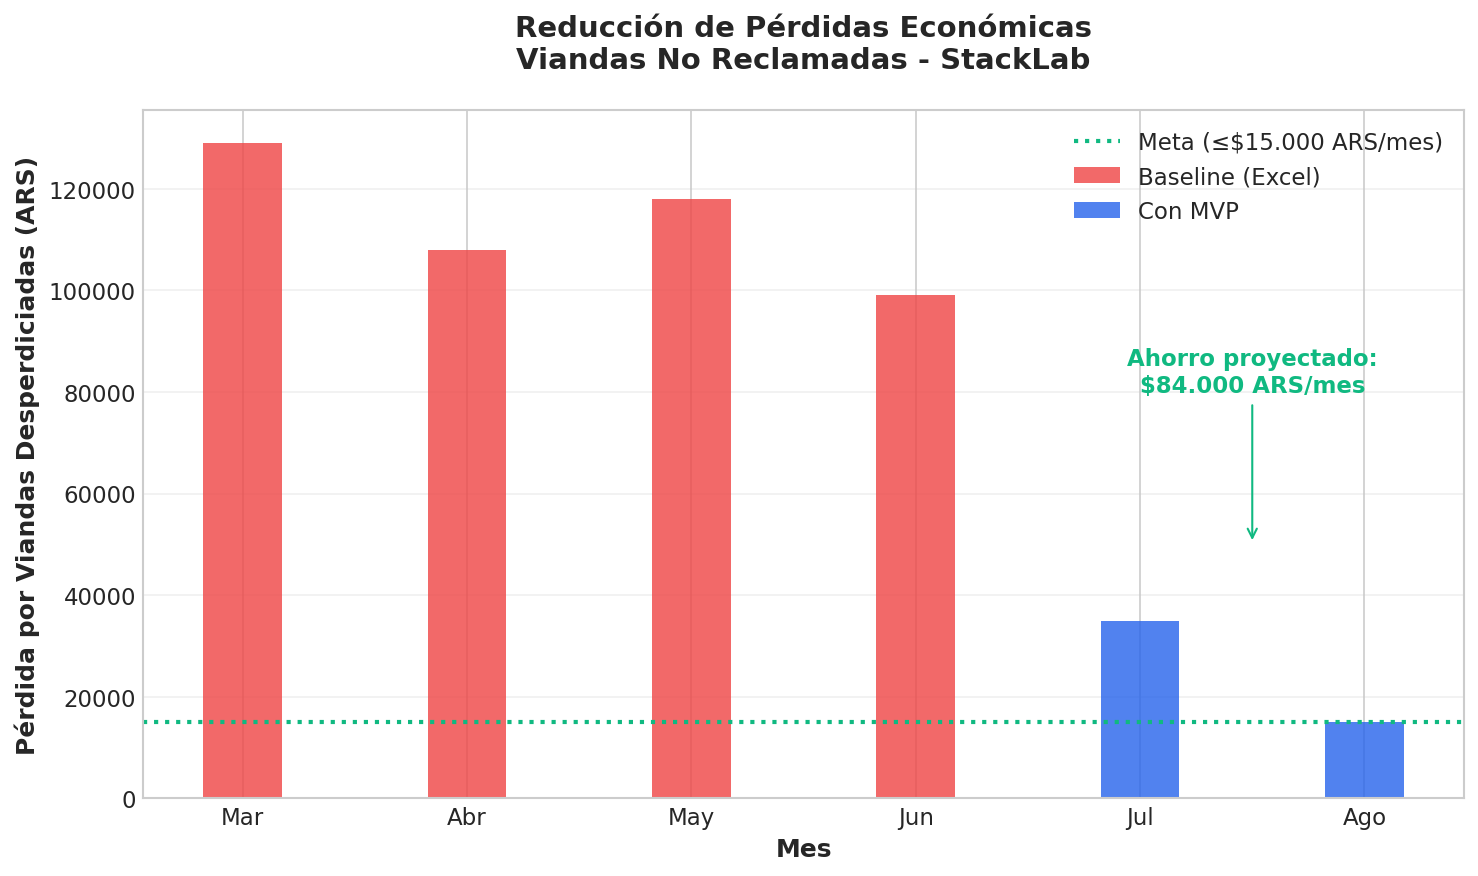 Reducción de Pérdidas Económicas
Viandas No Reclamadas - StackLab
Pérdida por Viandas Desperdiciadas (ARS)
120000
100000
80000
60000
40000
20000
0
Meta (≤$15.000 ARS/mes)
Baseline (Excel)
Con MVP
Ahorro proyectado:
$84.000 ARS/mes
Mar Abr May Jun Jul Ago
Mes